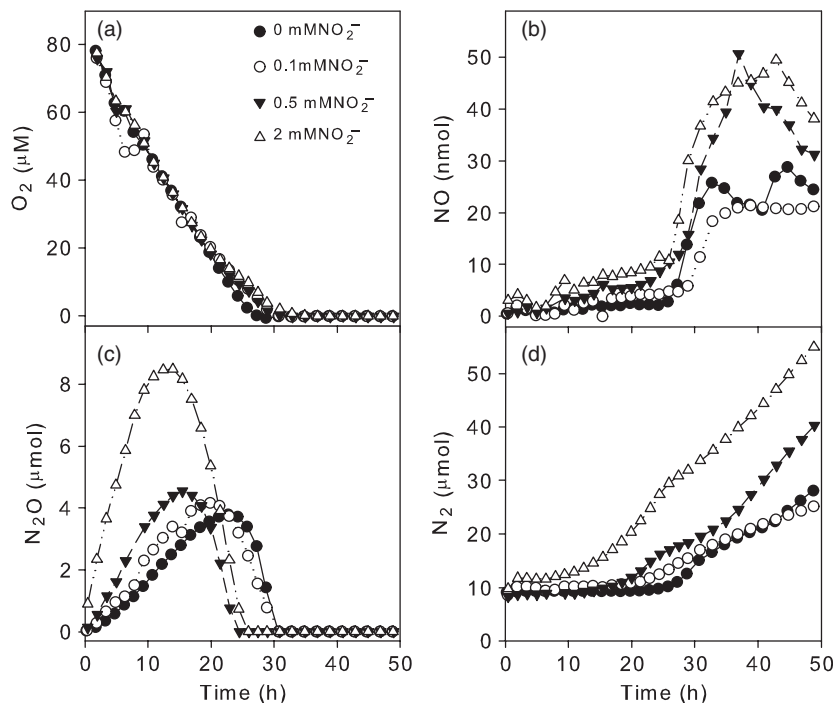 (a)
0 mMNO₂⁻
0.1mMNO₂⁻
0.5 mMNO₂⁻
2 mMNO₂⁻
80
60
40
20
0
O₂ (μM)
(b)
50
40
30
20
10
0
NO (nmol)
(c)
8
6
4
2
0
N₂O (μmol)
0 10 20 30 40 50
Time (h)
(d)
50
40
30
20
10
0
N₂ (μmol)
0 10 20 30 40 50
Time (h)